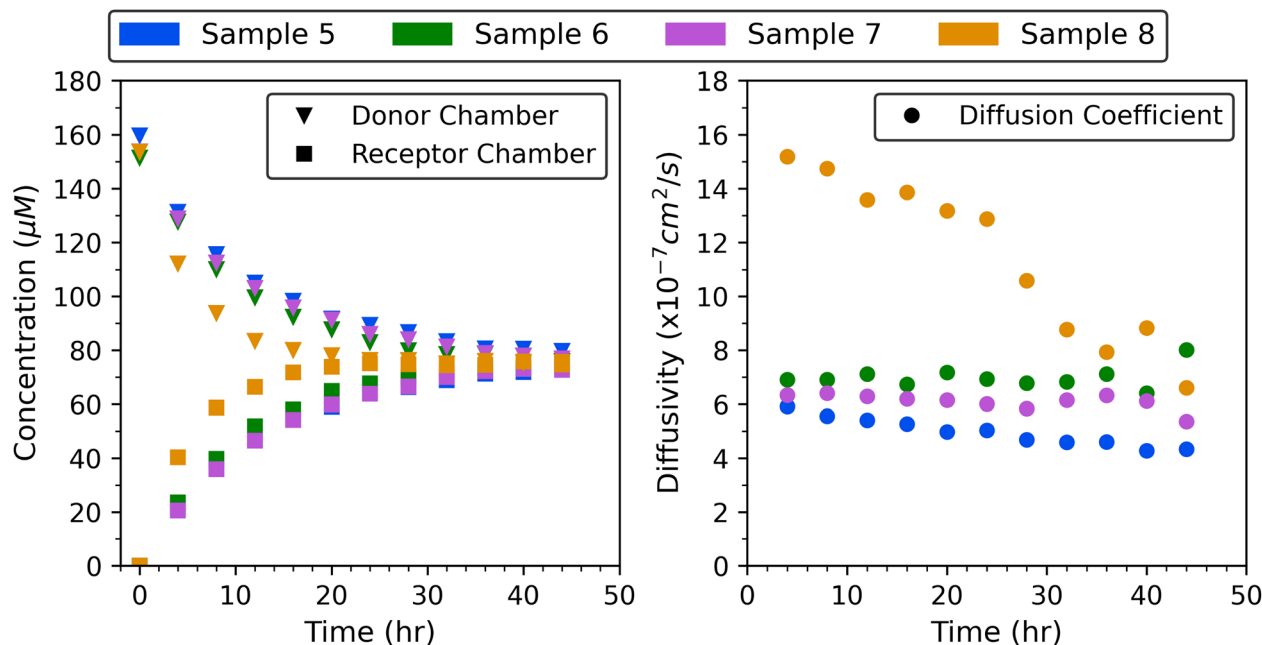 Sample 5 Sample 6 Sample 7 Sample 8
180
160
140
120
100
80
60
40
20
0
Concentration (μM)
Donor Chamber
Receptor Chamber
0 10 20 30 40 50
Time (hr)
18
16
14
12
10
8
6
4
2
0
Diffusivity (x10⁻⁷cm²/s)
Diffusion Coefficient
0 10 20 30 40 50
Time (hr)